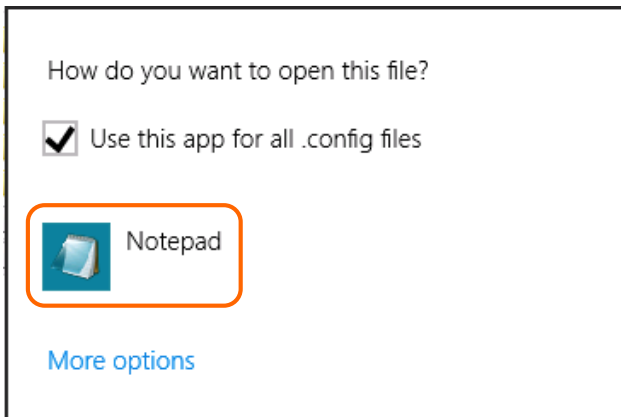 How do you want to open this file?
Use this app for all .config files
Notepad
More options